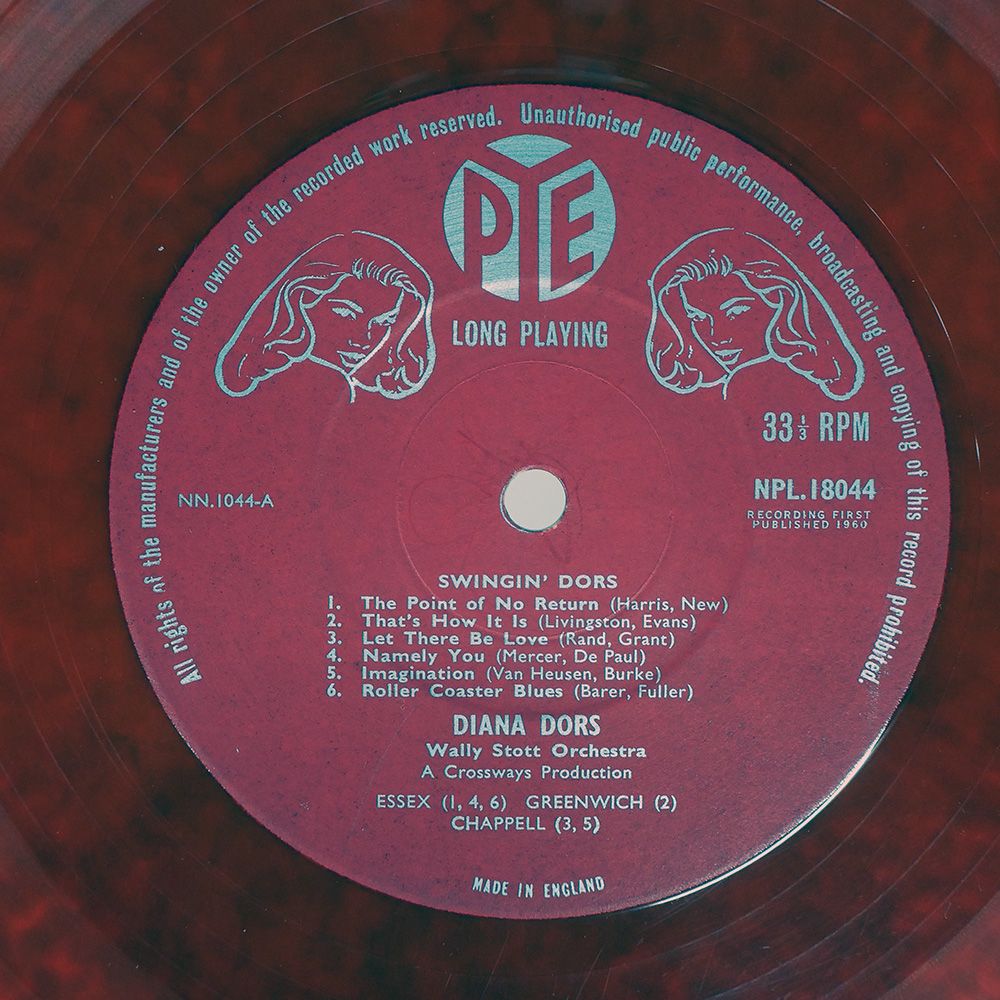 All rights of the manufacturers and of the owner of the recorded work reserved. Unauthorised public performance, broadcasting and copying of this record prohibited.
PYE
LONG PLAYING
33⅓ RPM
NN.1044-A
NPL.18044
RECORDING FIRST
PUBLISHED 1960
SWINGIN' DORS
1. The Point of No Return (Harris, New)
2. That's How It Is (Livingston, Evans)
3. Let There Be Love (Rand, Grant)
4. Namely You (Mercer, De Paul)
5. Imagination (Van Heusen, Burke)
6. Roller Coaster Blues (Barer, Fuller)
DIANA DORS
Wally Stott Orchestra
A Crossways Production
ESSEX (1, 4, 6) GREENWICH (2)
CHAPPELL (3, 5)
MADE IN ENGLAND